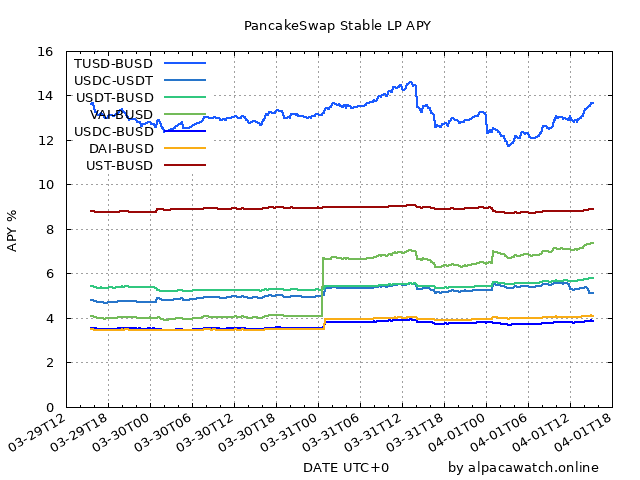 PancakeSwap Stable LP APY
16
14
12
10
8
6
4
2
0
APY %
TUSD-BUSD
USDC-USDT
USDT-BUSD
VAI-BUSD
USDC-BUSD
DAI-BUSD
UST-BUSD
03-29T12
03-29T18
03-30T00
03-30T06
03-30T12
03-30T18
03-31T00
03-31T06
03-31T12
03-31T18
04-01T00
04-01T06
04-01T12
04-01T18
DATE UTC+0
by alpacawatch.online